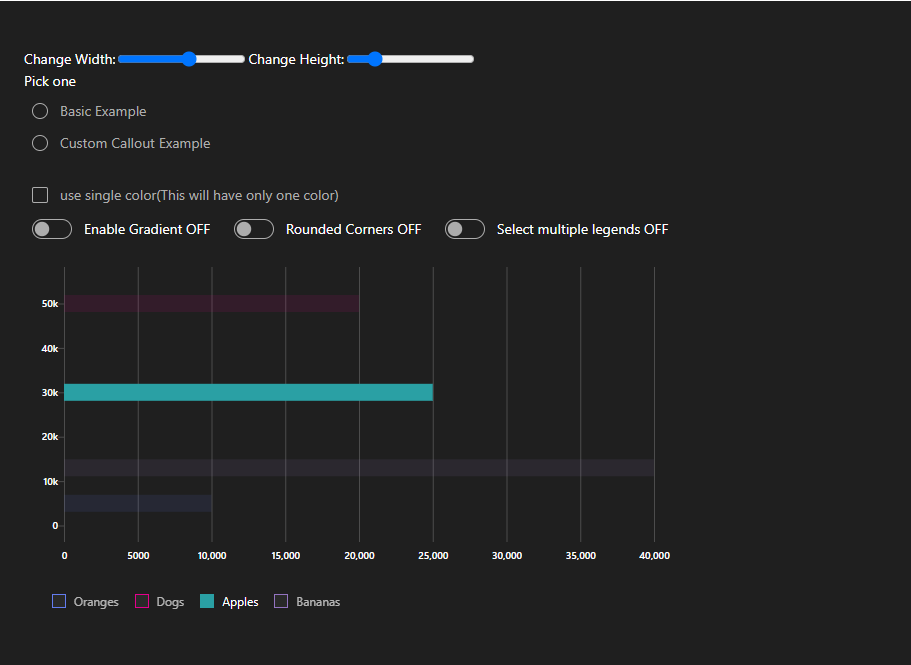 Change Width: Change Height:
Pick one
Basic Example
Custom Callout Example
use single color(This will have only one color)
Enable Gradient OFF Rounded Corners OFF Select multiple legends OFF
50k
40k
30k
20k
10k
0
0 5000 10,000 15,000 20,000 25,000 30,000 35,000 40,000
Oranges Dogs Apples Bananas